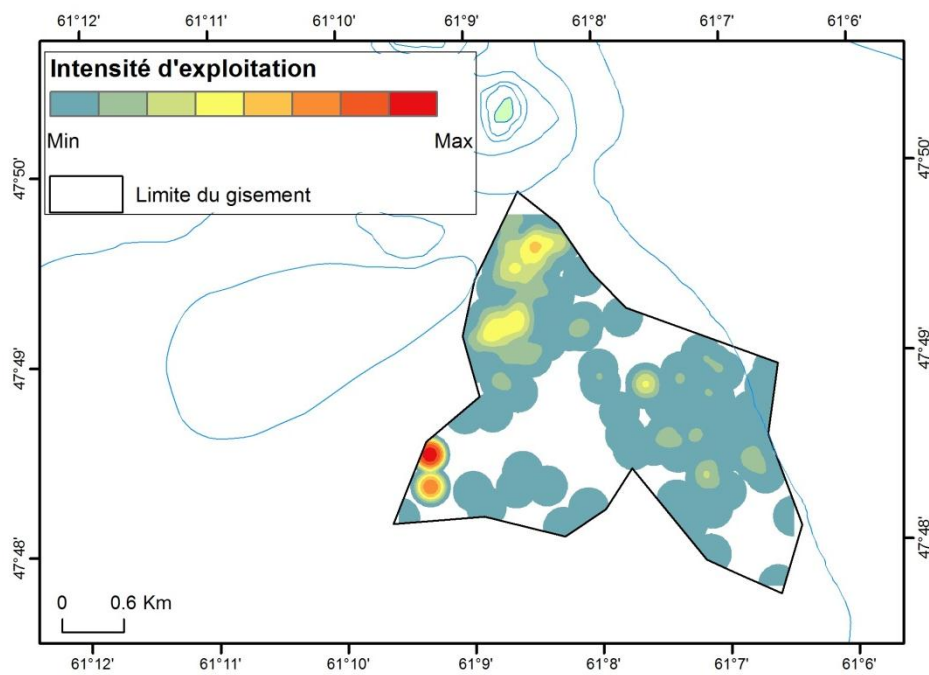 61°12' 61°11' 61°10' 61°9' 61°8' 61°7' 61°6'
Intensité d'exploitation
Min Max
Limite du gisement
47°50' 47°50'
47°49' 47°49'
47°48' 47°48'
0 0.6 Km
61°12' 61°11' 61°10' 61°9' 61°8' 61°7' 61°6'